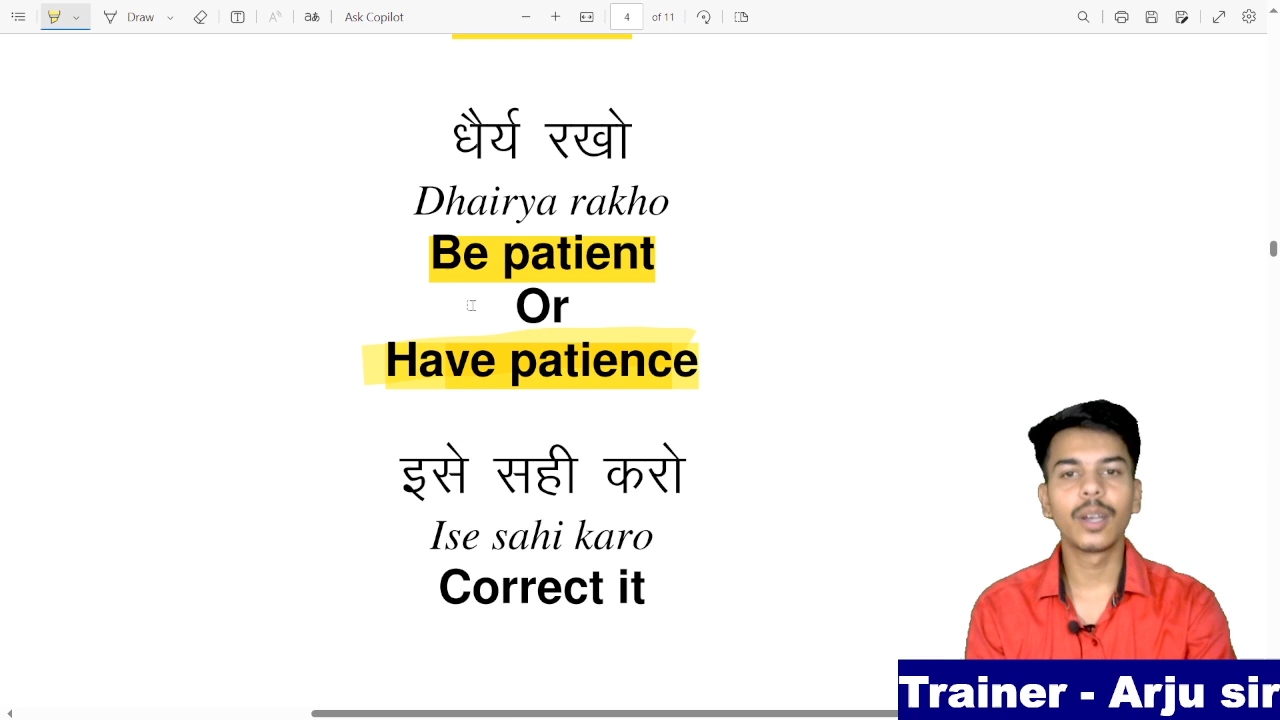 Draw
Ask Copilot
4 of 11
धैर्य रखो
Dhairya rakho
Be patient
Or
Have patience
इसे सही करो
Ise sahi karo
Correct it
Trainer - Arju sir